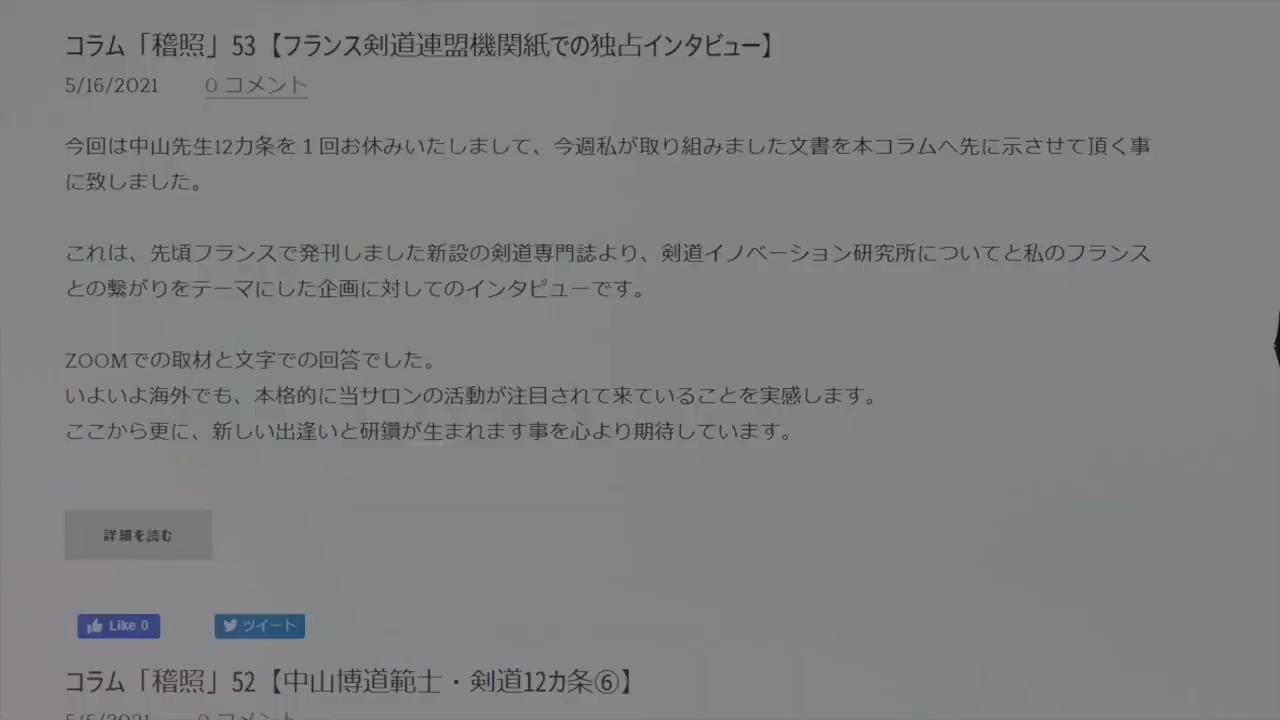 コラム「稽照」53【フランス剣道連盟機関紙での独占インタビュー】
5/16/2021 0 コメント
今回は中山先生12力条を１回お休みいたしまして、今週私が取り組みました文書を本コラムへ先に示させて頂く事
に致しました。
これは、先頃フランスで発刊しました新設の剣道専門誌より、剣道イノベーション研究所についてと私のフランス
との繋がりをテーマにした企画に対してのインタビューです。
ZOOMでの取材と文字での回答でした。
いよいよ海外でも、本格的に当サロンの活動が注目されて来ていることを実感します。
ここから更に、新しい出逢いと研鑽が生まれます事を心より期待しています。
詳細を読む
Like 0 ツイート
コラム「稽照」52【中山博道範士・剣道12カ条⑥】
5/5/2021 0 コメント